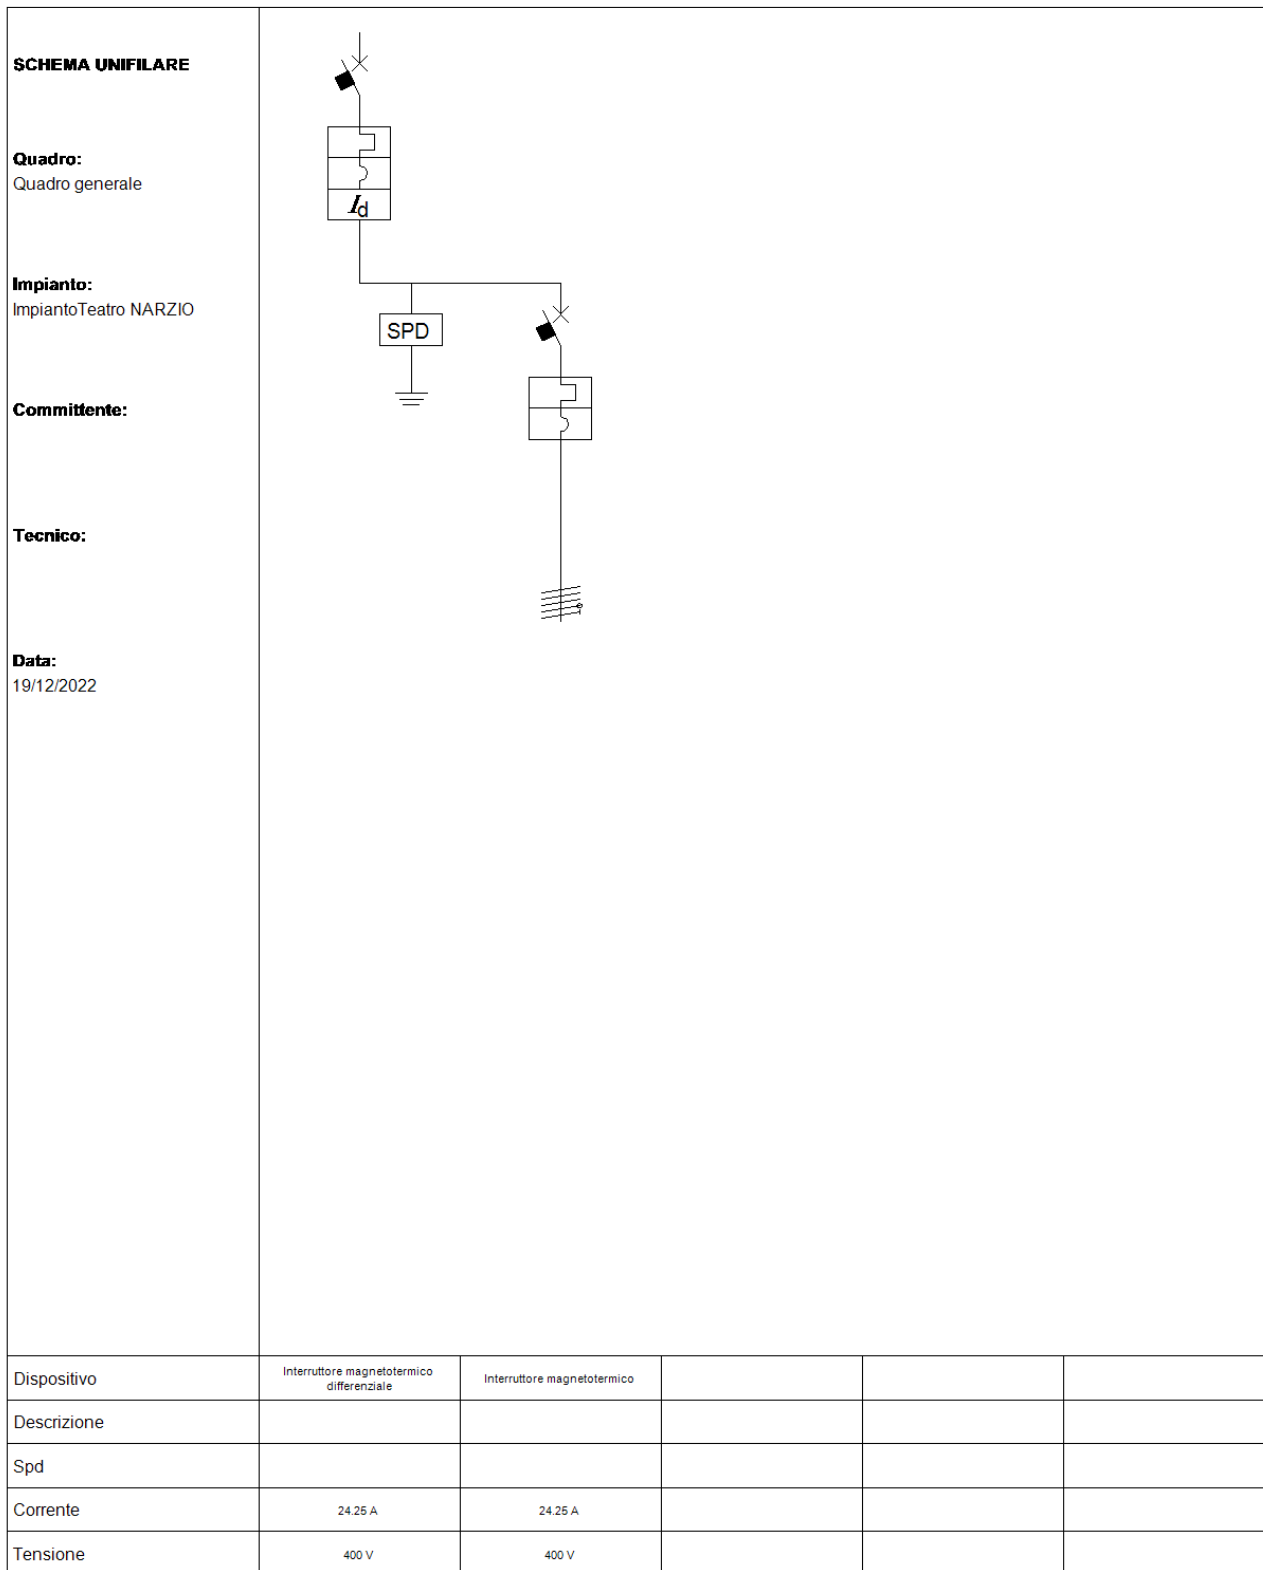 SCHEMA UNIFILARE
Quadro:
Quadro generale
Impianto:
ImpiantoTeatro NARZIO
Committente:
Tecnico:
Data:
19/12/2022
Id
SPD
Dispositivo
Interruttore magnetotermico
differenziale
Interruttore magnetotermico
Descrizione
Spd
Corrente
24.25 A
24.25 A
Tensione
400 V
400 V